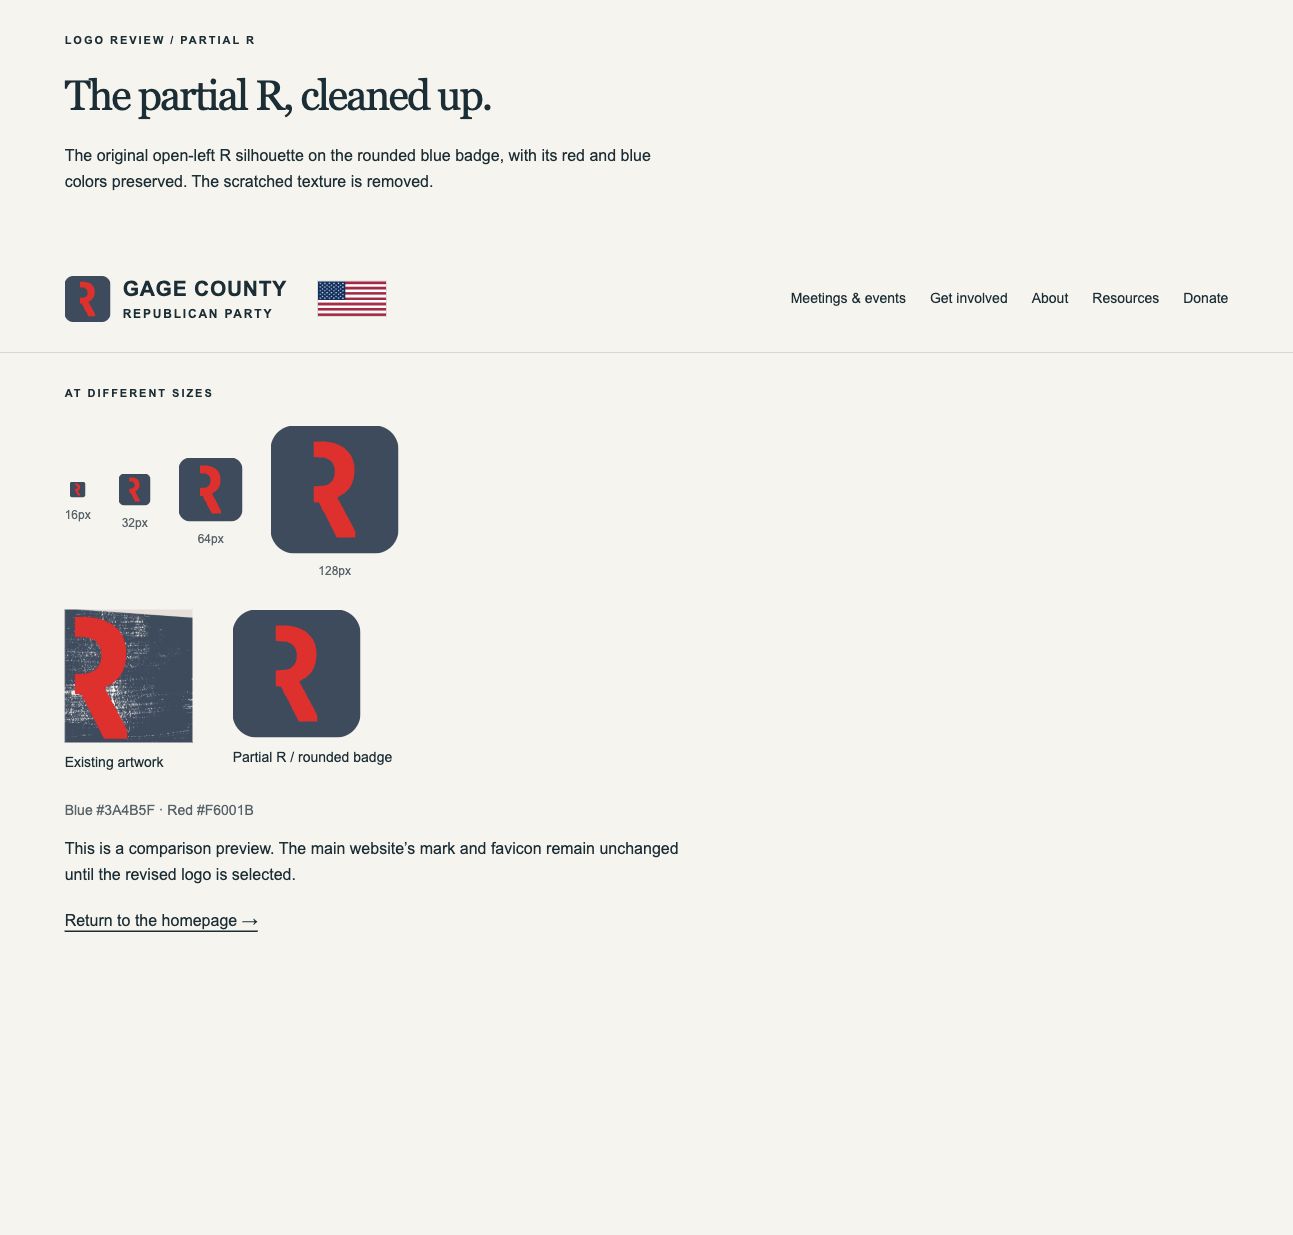 LOGO REVIEW / PARTIAL R
The partial R, cleaned up.
The original open-left R silhouette on the rounded blue badge, with its red and blue
colors preserved. The scratched texture is removed.
R
GAGE COUNTY
REPUBLICAN PARTY
Meetings & events
Get involved
About
Resources
Donate
AT DIFFERENT SIZES
R
R
R
R
16px
32px
64px
128px
R
R
Existing artwork
Partial R / rounded badge
Blue #3A4B5F · Red #F6001B
This is a comparison preview. The main website’s mark and favicon remain unchanged
until the revised logo is selected.
Return to the homepage →